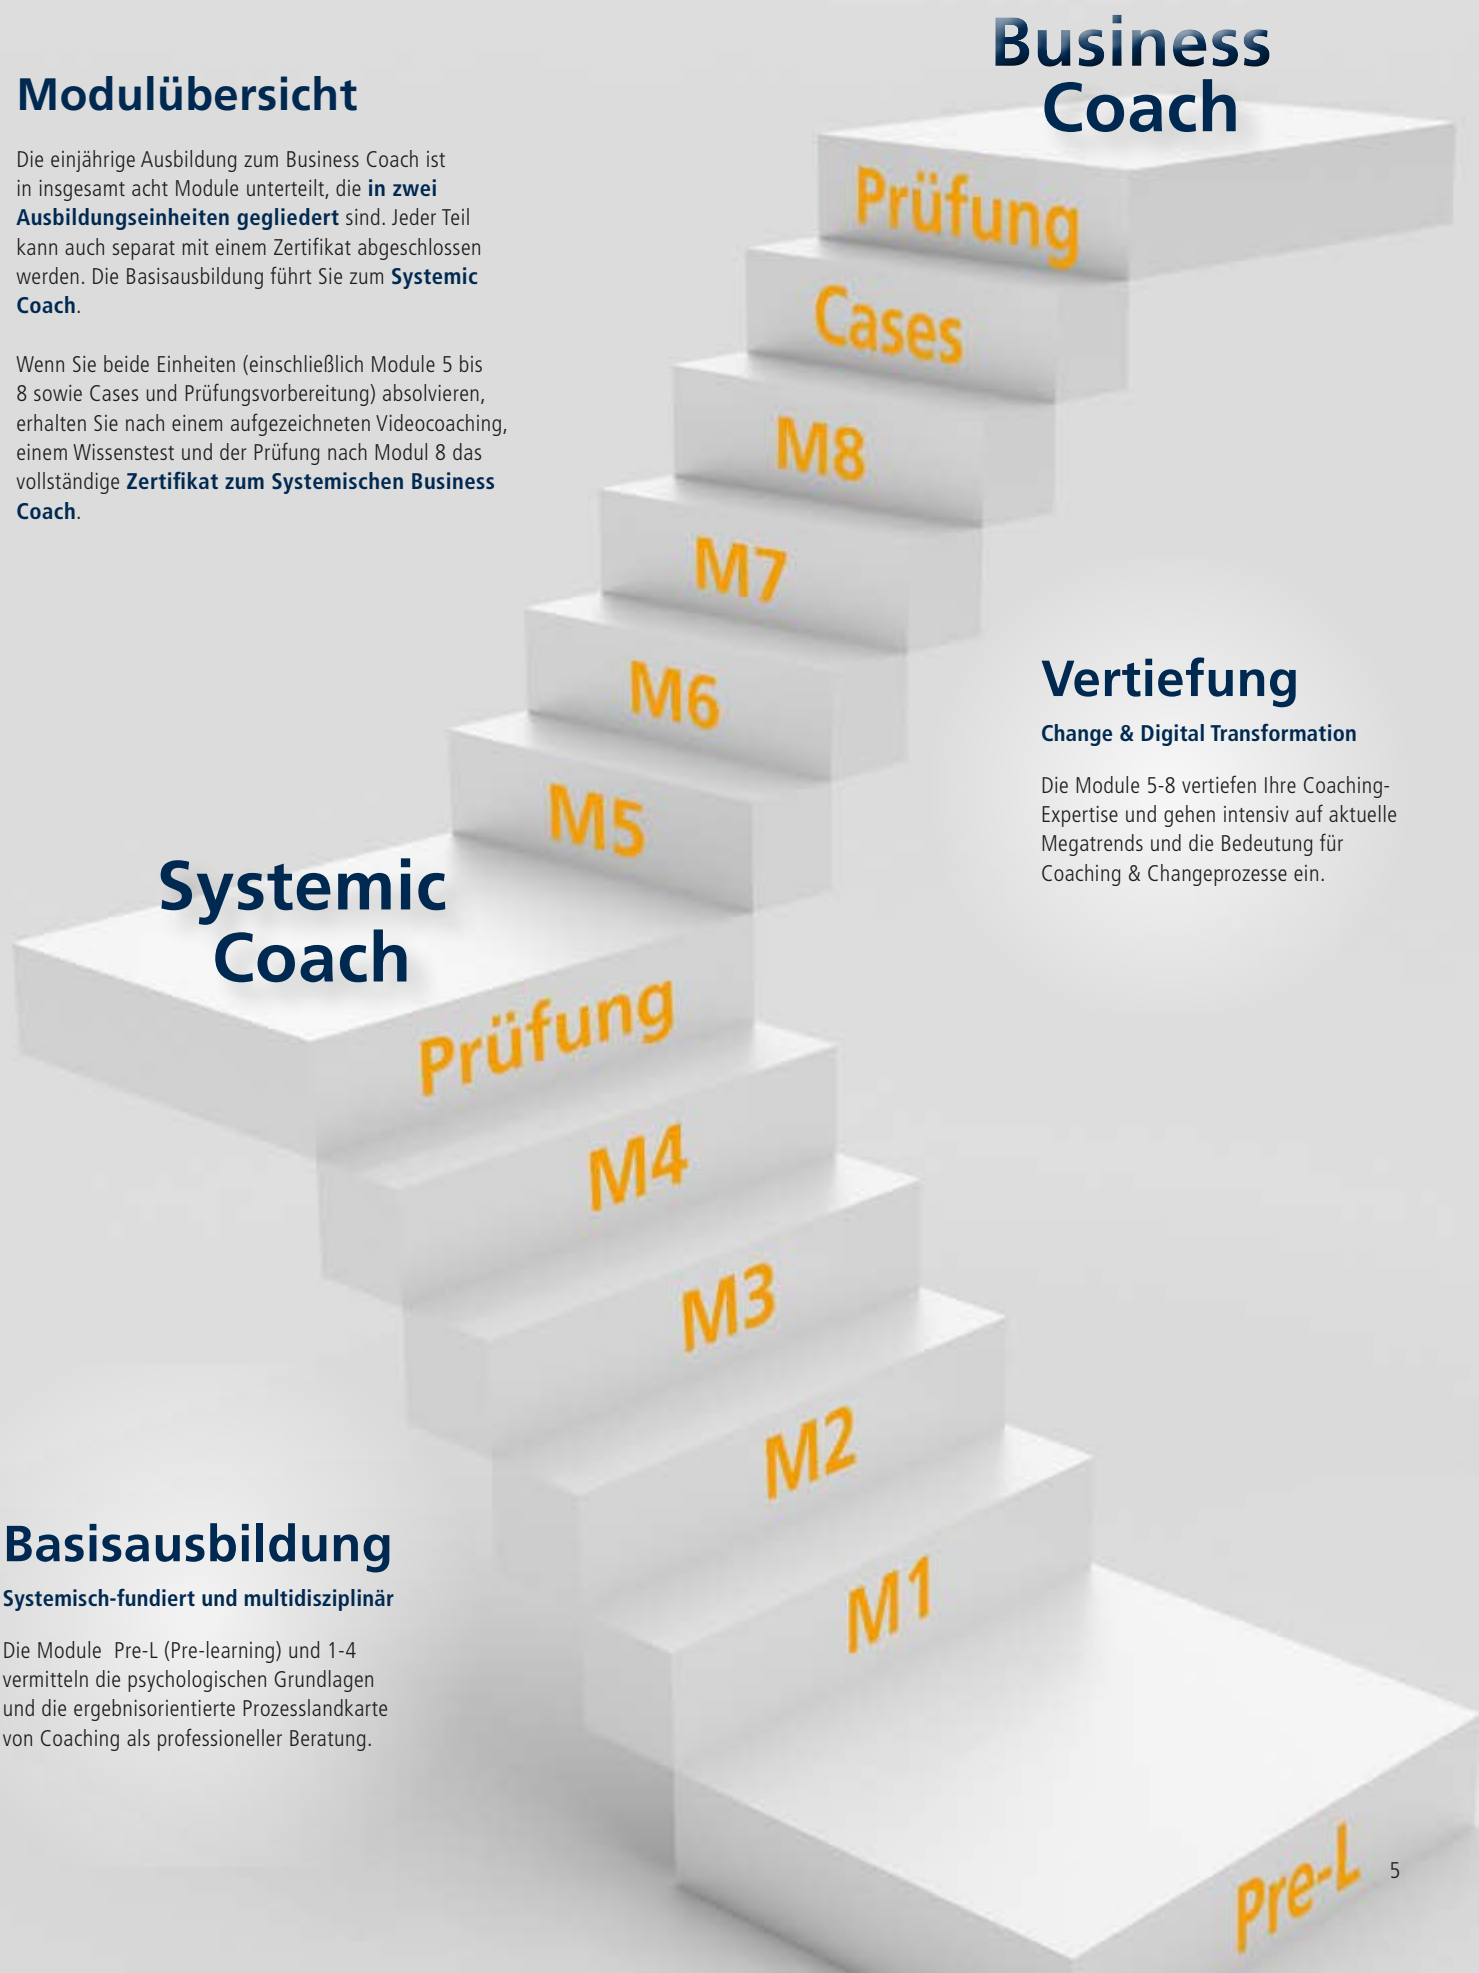 Modulübersicht
Die einjährige Ausbildung zum Business Coach ist
in insgesamt acht Module unterteilt, die in zwei
Ausbildungseinheiten gegliedert sind. Jeder Teil
kann auch separat mit einem Zertifikat abgeschlossen
werden. Die Basisausbildung führt Sie zum Systemic
Coach.
Wenn Sie beide Einheiten (einschließlich Module 5 bis
8 sowie Cases und Prüfungsvorbereitung) absolvieren,
erhalten Sie nach einem aufgezeichneten Videocoaching,
einem Wissenstest und der Prüfung nach Modul 8 das
vollständige Zertifikat zum Systemischen Business
Coach.
Business
Coach
Prüfung
Cases
M8
M7
M6
M5
Vertiefung
Change & Digital Transformation
Die Module 5-8 vertiefen Ihre Coaching-
Expertise und gehen intensiv auf aktuelle
Megatrends und die Bedeutung für
Coaching & Changeprozesse ein.
Systemic
Coach
Prüfung
M4
M3
M2
M1
Basisausbildung
Systemisch-fundiert und multidisziplinär
Die Module Pre-L (Pre-learning) und 1-4
vermitteln die psychologischen Grundlagen
und die ergebnisorientierte Prozesslandkarte
von Coaching als professioneller Beratung.
Pre-L
5